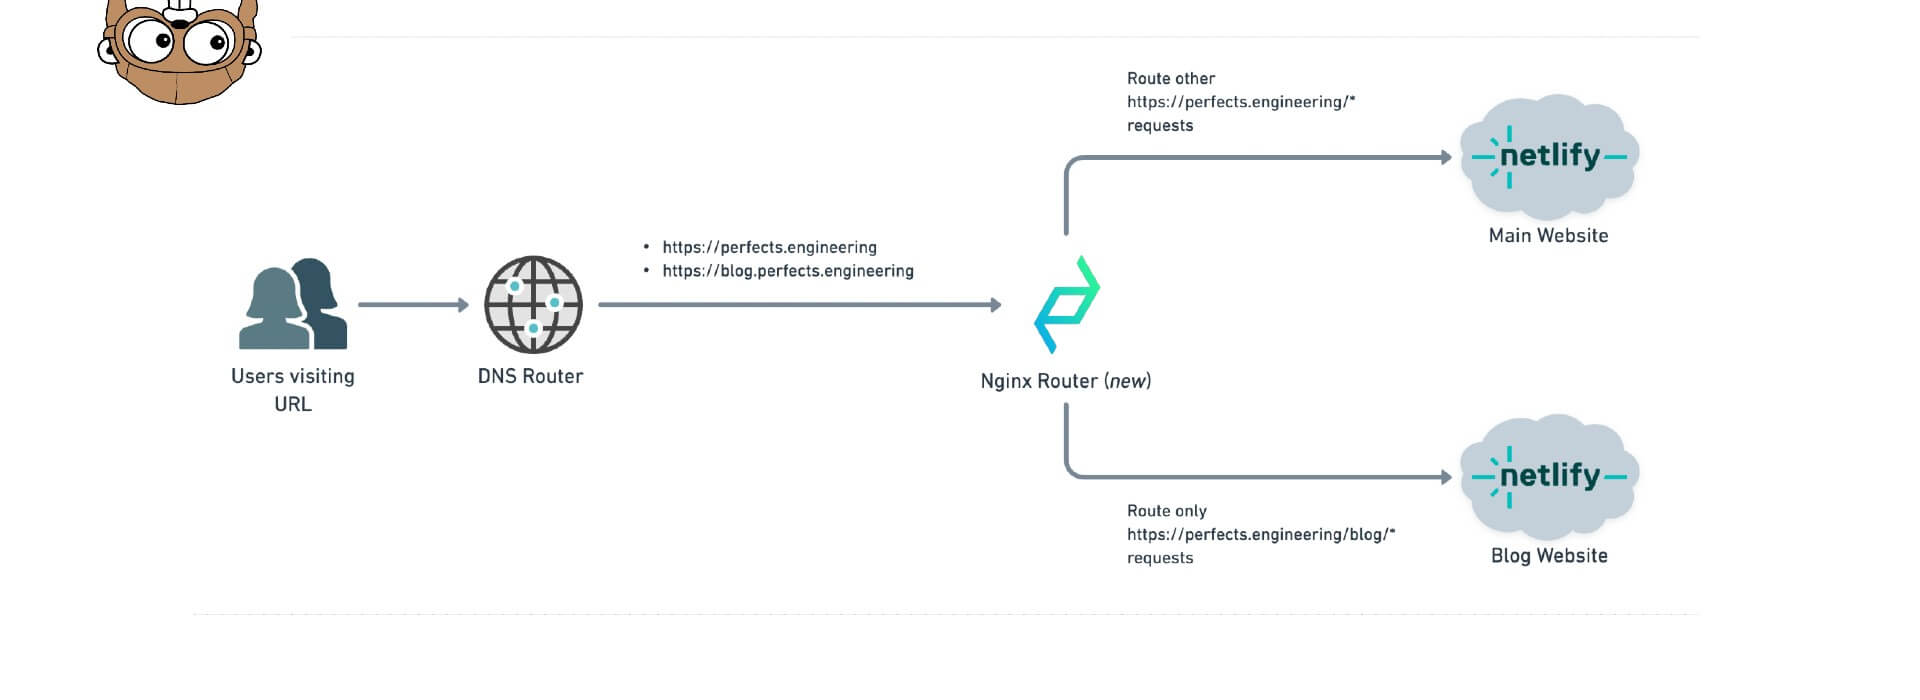 Route other
https://perfects.engineering/*
requests
netlify
Main Website
• https://perfects.engineering
• https://blog.perfects.engineering
Users visiting
URL
DNS Router
Nginx Router (new)
Route only
https://perfects.engineering/blog/*
requests
netlify
Blog Website